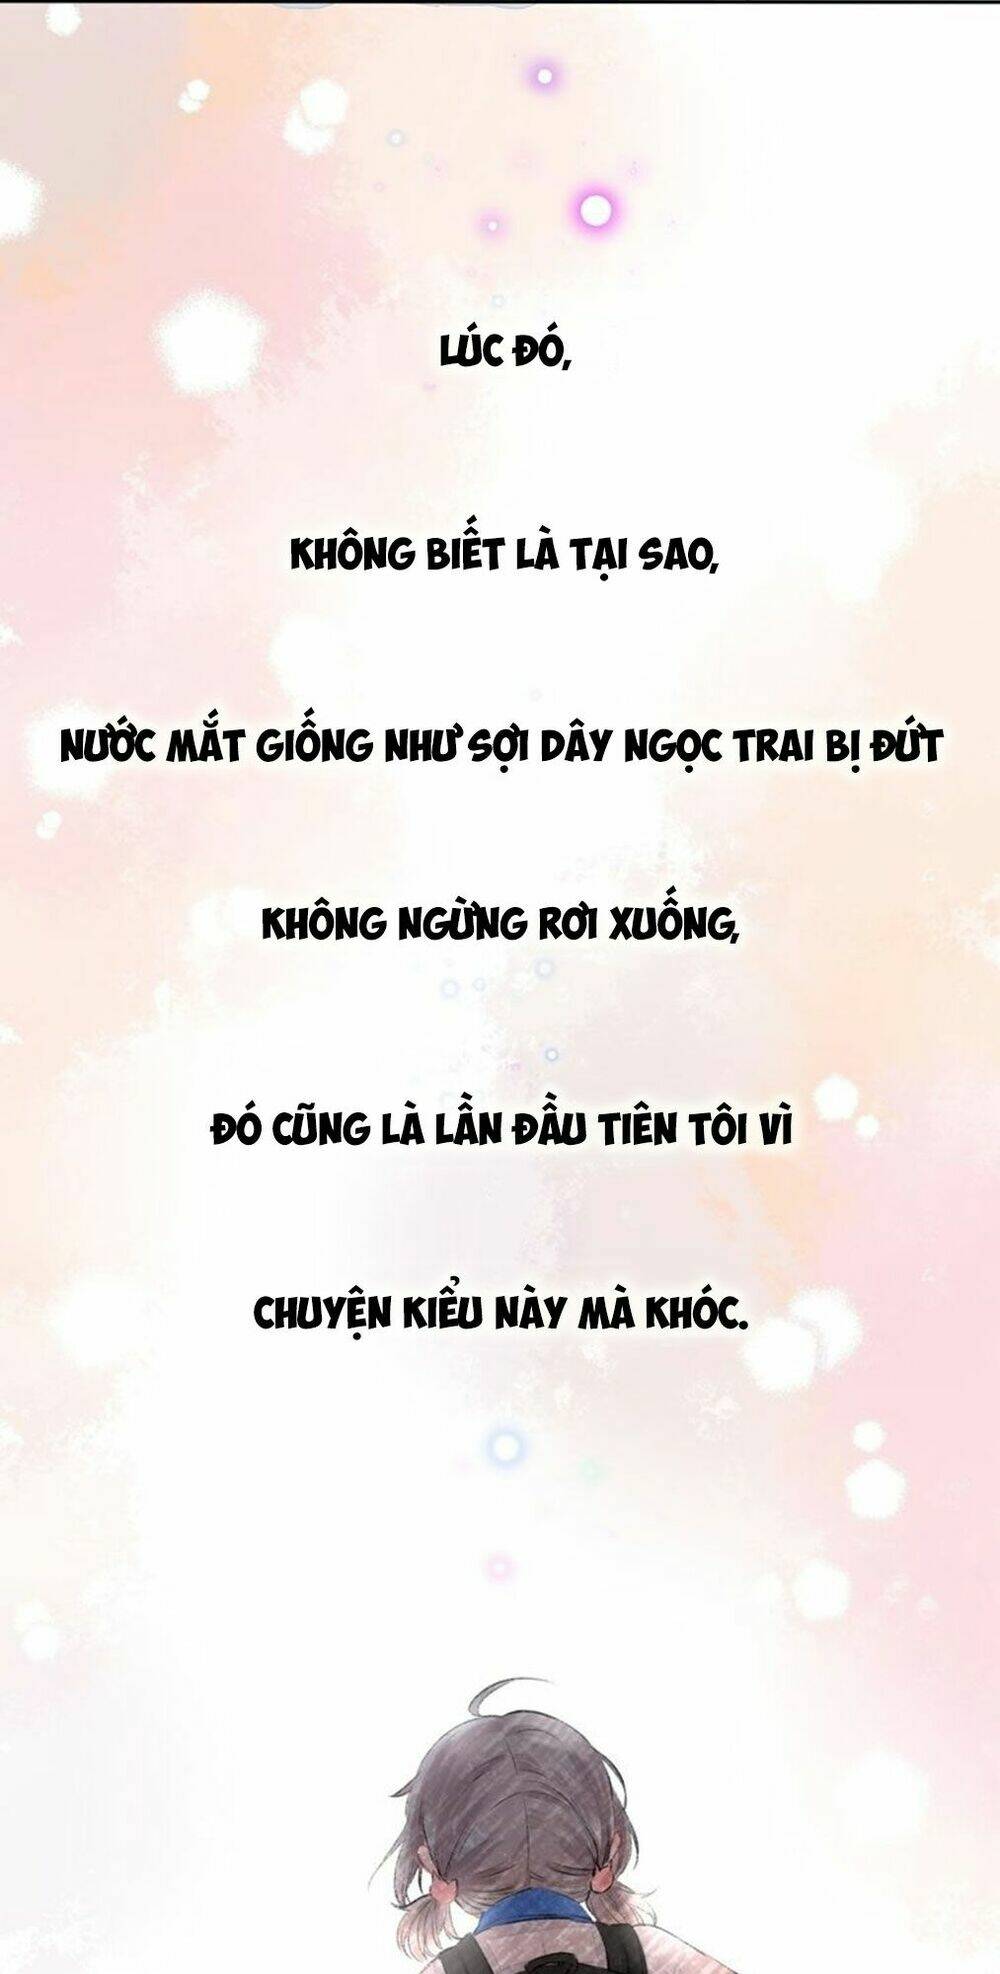 LÚC ĐÓ,
KHÔNG BIẾT LÀ TẠI SAO,
NƯỚC MẮT GIỐNG NHƯ SỢI DÂY NGỌC TRAI BỊ ĐỨT
KHÔNG NGỪNG RƠI XUỐNG,
ĐÓ CŨNG LÀ LẦN ĐẦU TIÊN TÔI VÌ
CHUYỆN KIỂU NÀY MÀ KHÓC.